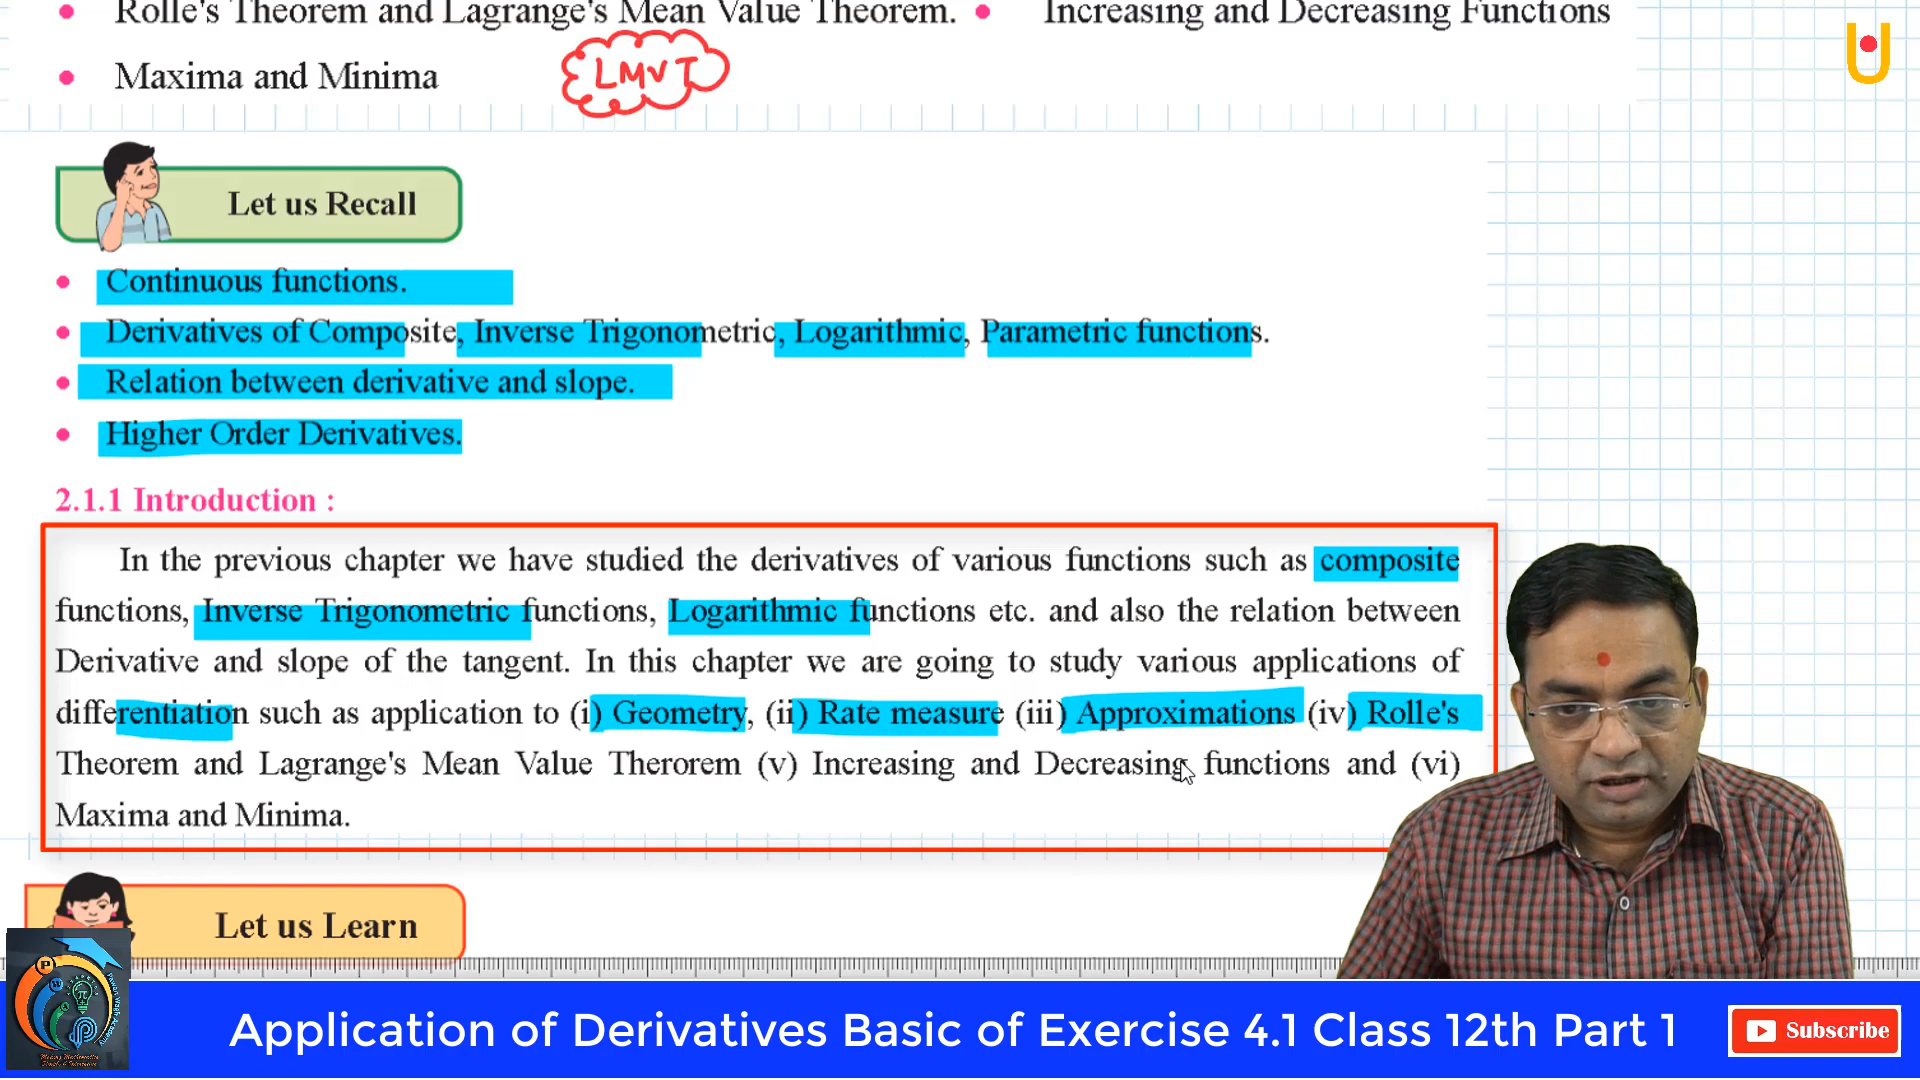 • Rolle's Theorem and Lagrange's Mean Value Theorem. • Increasing and Decreasing Functions
• Maxima and Minima
LMVT
Let us Recall
• Continuous functions.
• Derivatives of Composite, Inverse Trigonometric, Logarithmic, Parametric functions.
• Relation between derivative and slope.
• Higher Order Derivatives.
2.1.1 Introduction :
In the previous chapter we have studied the derivatives of various functions such as composite
functions, Inverse Trigonometric functions, Logarithmic functions etc. and also the relation between
Derivative and slope of the tangent. In this chapter we are going to study various applications of
differentiation such as application to (i) Geometry, (ii) Rate measure (iii) Approximations (iv) Rolle's
Theorem and Lagrange's Mean Value Therorem (v) Increasing and Decreasing functions and (vi)
Maxima and Minima.
Let us Learn
Application of Derivatives Basic of Exercise 4.1 Class 12th Part 1
Subscribe